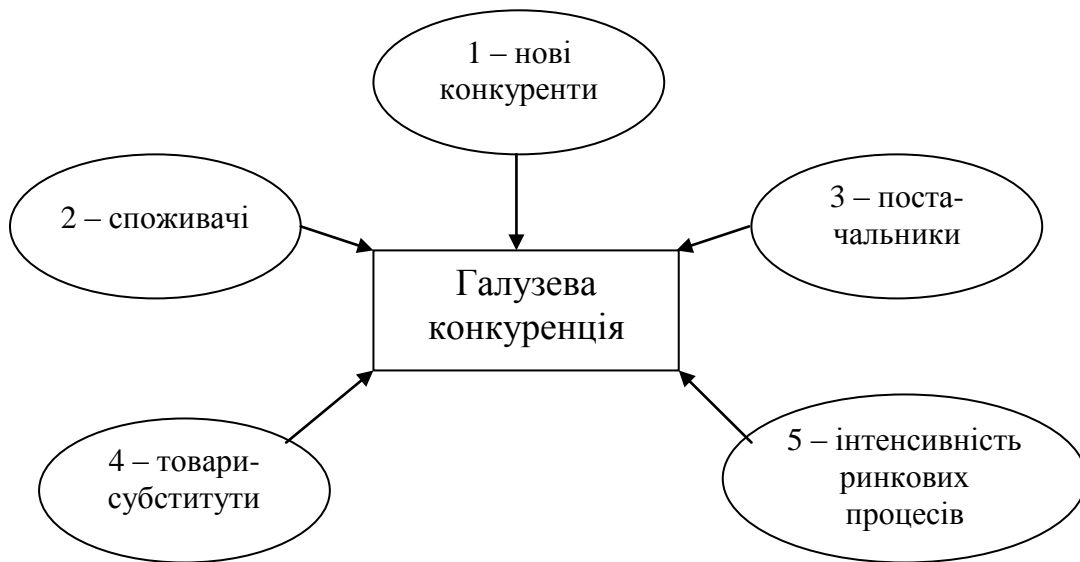 1 – нові
конкуренти
2 – споживачі
3 – поста-
чальники
Галузева
конкуренція
4 – товари-
субститути
5 – інтенсивність
ринкових
процесів